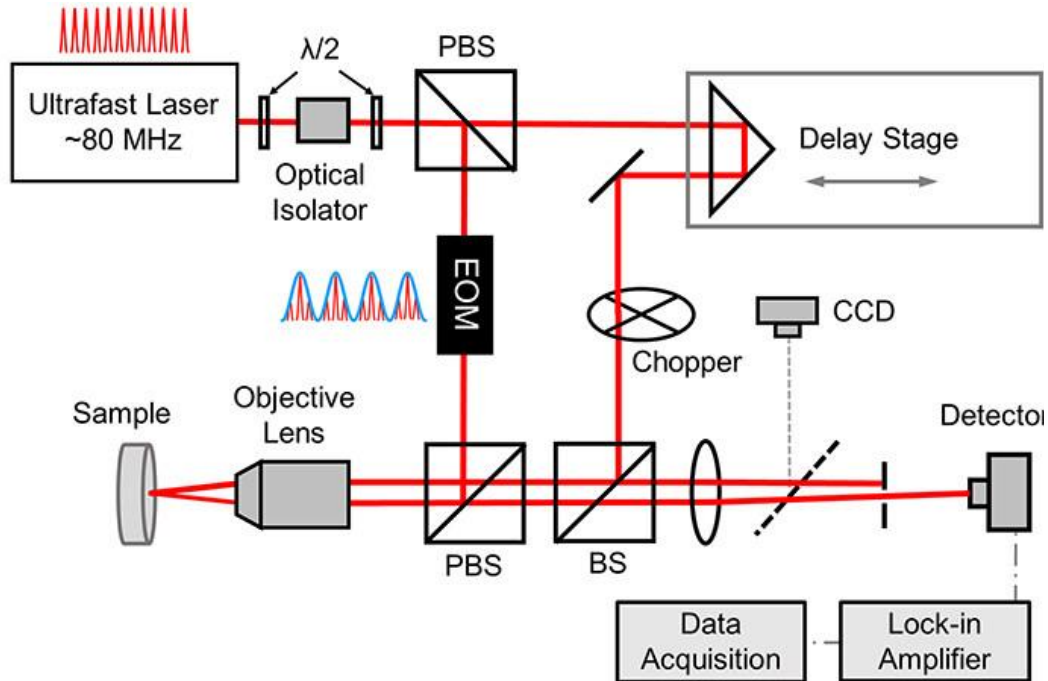 PBS
λ/2
Ultrafast Laser
~80 MHz
Delay Stage
Optical
Isolator
EOM
CCD
Chopper
Sample
Objective
Lens
Detector
PBS
BS
Data
Acquisition
Lock-in
Amplifier